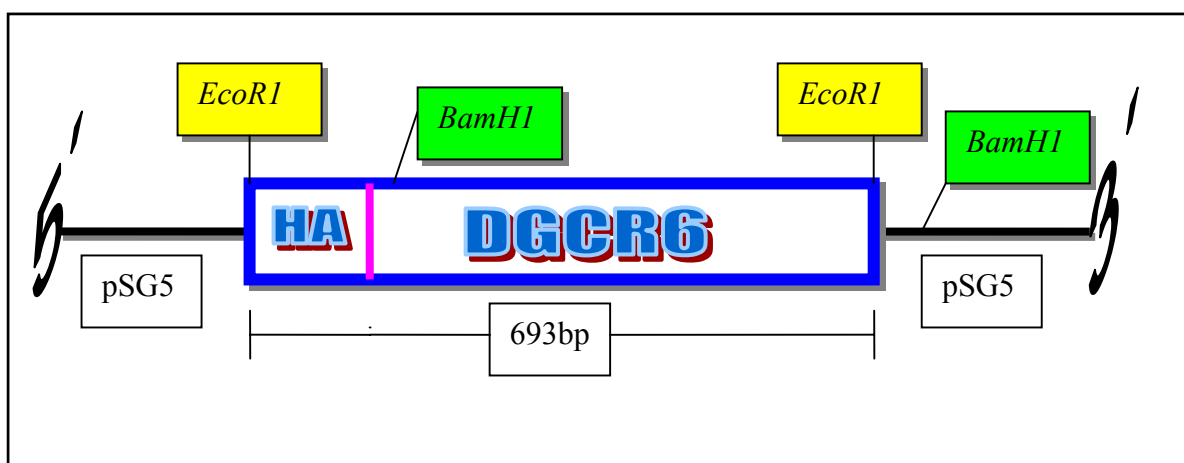 EcoR1
EcoR1
BamH1
BamH1
5´
3´
HA
DGCR6
pSG5
pSG5
693bp